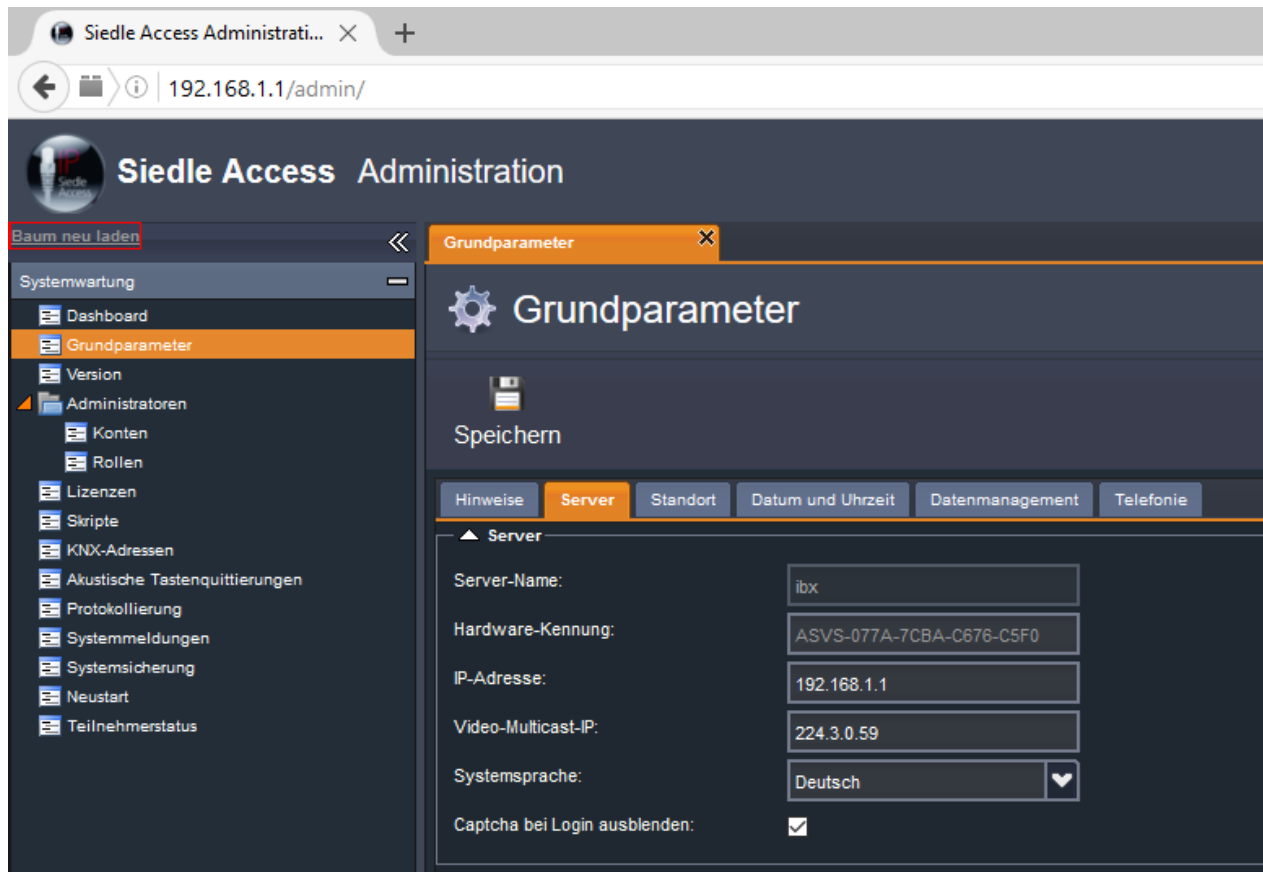 Siedle Access Administrati...
192.168.1.1/admin/
IP
Siedle
Access
Siedle Access Administration
Baum neu laden
Systemwartung
Dashboard
Grundparameter
Version
Administratoren
Konten
Rollen
Lizenzen
Skripte
KNX-Adressen
Akustische Tastenquittierungen
Protokollierung
Systemmeldungen
Systemsicherung
Neustart
Teilnehmerstatus
Grundparameter
Grundparameter
Speichern
Hinweise Server Standort Datum und Uhrzeit Datenmanagement Telefonie
Server
Server-Name: ibx
Hardware-Kennung: ASVS-077A-7CBA-C676-C5F0
IP-Adresse: 192.168.1.1
Video-Multicast-IP: 224.3.0.59
Systemsprache: Deutsch
Captcha bei Login ausblenden: